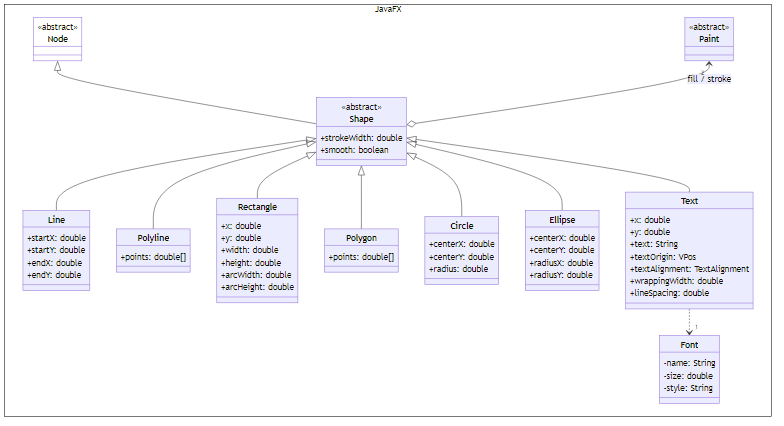 JavaFX
«abstract»
Node
«abstract»
Paint
fill / stroke
«abstract»
Shape
+strokeWidth: double
+smooth: boolean
Line
+startX: double
+startY: double
+endX: double
+endY: double
Polyline
+points: double[]
Rectangle
+x: double
+y: double
+width: double
+height: double
+arcWidth: double
+arcHeight: double
Polygon
+points: double[]
Circle
+centerX: double
+centerY: double
+radius: double
Ellipse
+centerX: double
+centerY: double
+radiusX: double
+radiusY: double
Text
+x: double
+y: double
+text: String
+textOrigin: VPos
+textAlignment: TextAlignment
+wrappingWidth: double
+lineSpacing: double
1
Font
-name: String
-size: double
-style: String